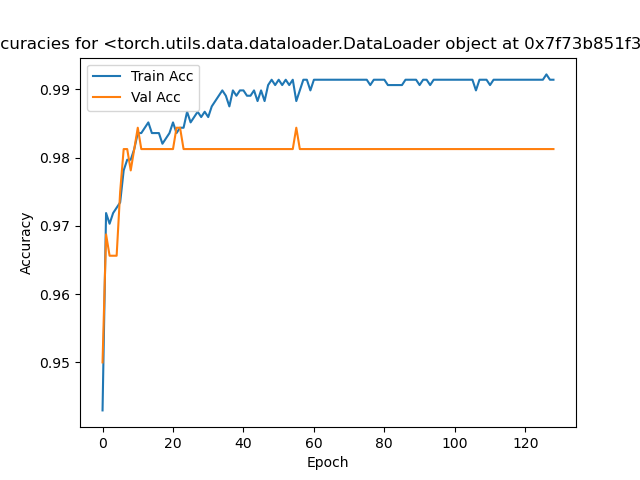 curacies for <torch.utils.data.dataloader.DataLoader object at 0x7f73b851f3
Train Acc
Val Acc
0.99
0.98
0.97
0.96
0.95
Accuracy
0 20 40 60 80 100 120
Epoch